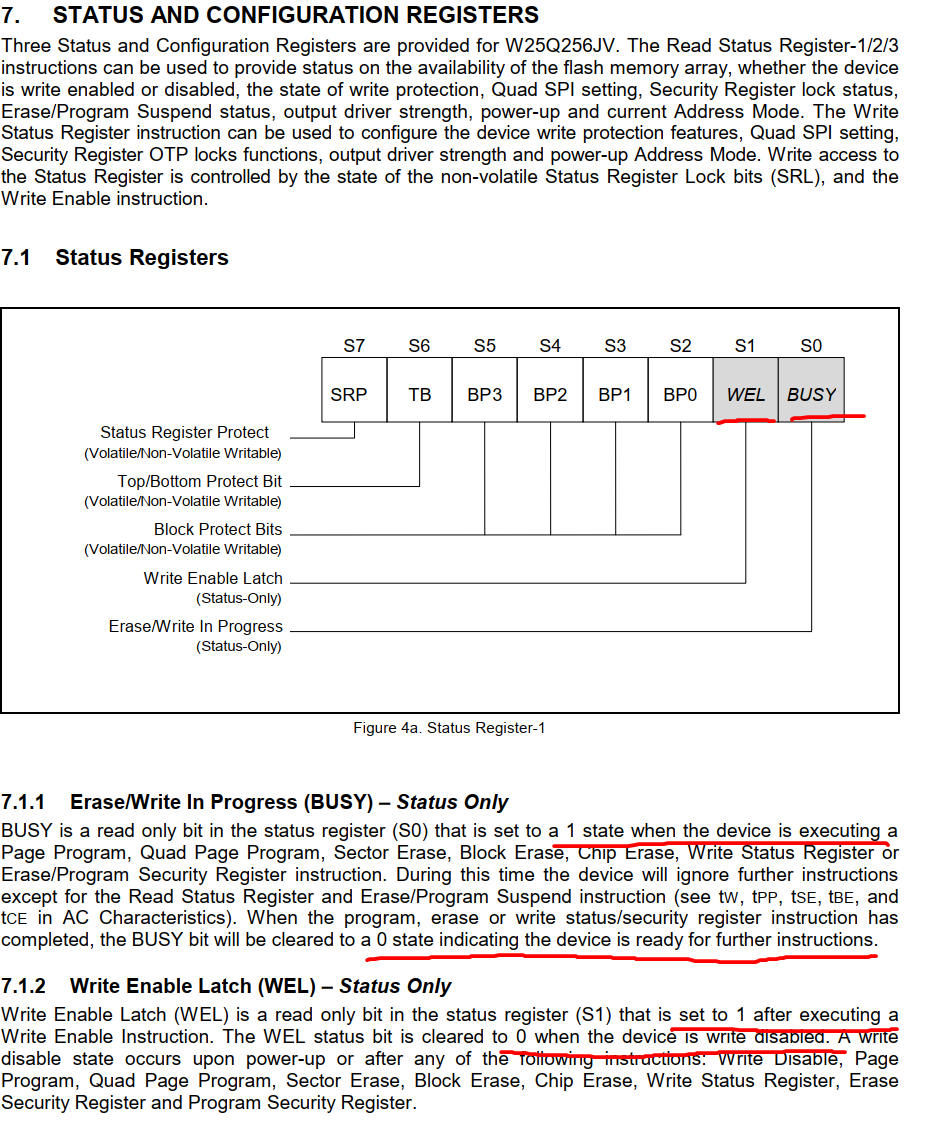 7. STATUS AND CONFIGURATION REGISTERS
Three Status and Configuration Registers are provided for W25Q256JV. The Read Status Register-1/2/3
instructions can be used to provide status on the availability of the flash memory array, whether the device
is write enabled or disabled, the state of write protection, Quad SPI setting, Security Register lock status,
Erase/Program Suspend status, output driver strength, power-up and current Address Mode. The Write
Status Register instruction can be used to configure the device write protection features, Quad SPI setting,
Security Register OTP locks functions, output driver strength and power-up Address Mode. Write access to
the Status Register is controlled by the state of the non-volatile Status Register Lock bits (SRL), and the
Write Enable instruction.
7.1 Status Registers
S7 S6 S5 S4 S3 S2 S1 S0
SRP TB BP3 BP2 BP1 BP0 WEL BUSY
Status Register Protect
(Volatile/Non-Volatile Writable)
Top/Bottom Protect Bit
(Volatile/Non-Volatile Writable)
Block Protect Bits
(Volatile/Non-Volatile Writable)
Write Enable Latch
(Status-Only)
Erase/Write In Progress
(Status-Only)
Figure 4a. Status Register-1
7.1.1 Erase/Write In Progress (BUSY) – Status Only
BUSY is a read only bit in the status register (S0) that is set to a 1 state when the device is executing a
Page Program, Quad Page Program, Sector Erase, Block Erase, Chip Erase, Write Status Register or
Erase/Program Security Register instruction. During this time the device will ignore further instructions
except for the Read Status Register and Erase/Program Suspend instruction (see tW, tPP, tSE, tBE, and
tCE in AC Characteristics). When the program, erase or write status/security register instruction has
completed, the BUSY bit will be cleared to a 0 state indicating the device is ready for further instructions.
7.1.2 Write Enable Latch (WEL) – Status Only
Write Enable Latch (WEL) is a read only bit in the status register (S1) that is set to 1 after executing a
Write Enable Instruction. The WEL status bit is cleared to 0 when the device is write disabled. A write
disable state occurs upon power-up or after any of the following instructions: Write Disable, Page
Program, Quad Page Program, Sector Erase, Block Erase, Chip Erase, Write Status Register, Erase
Security Register and Program Security Register.